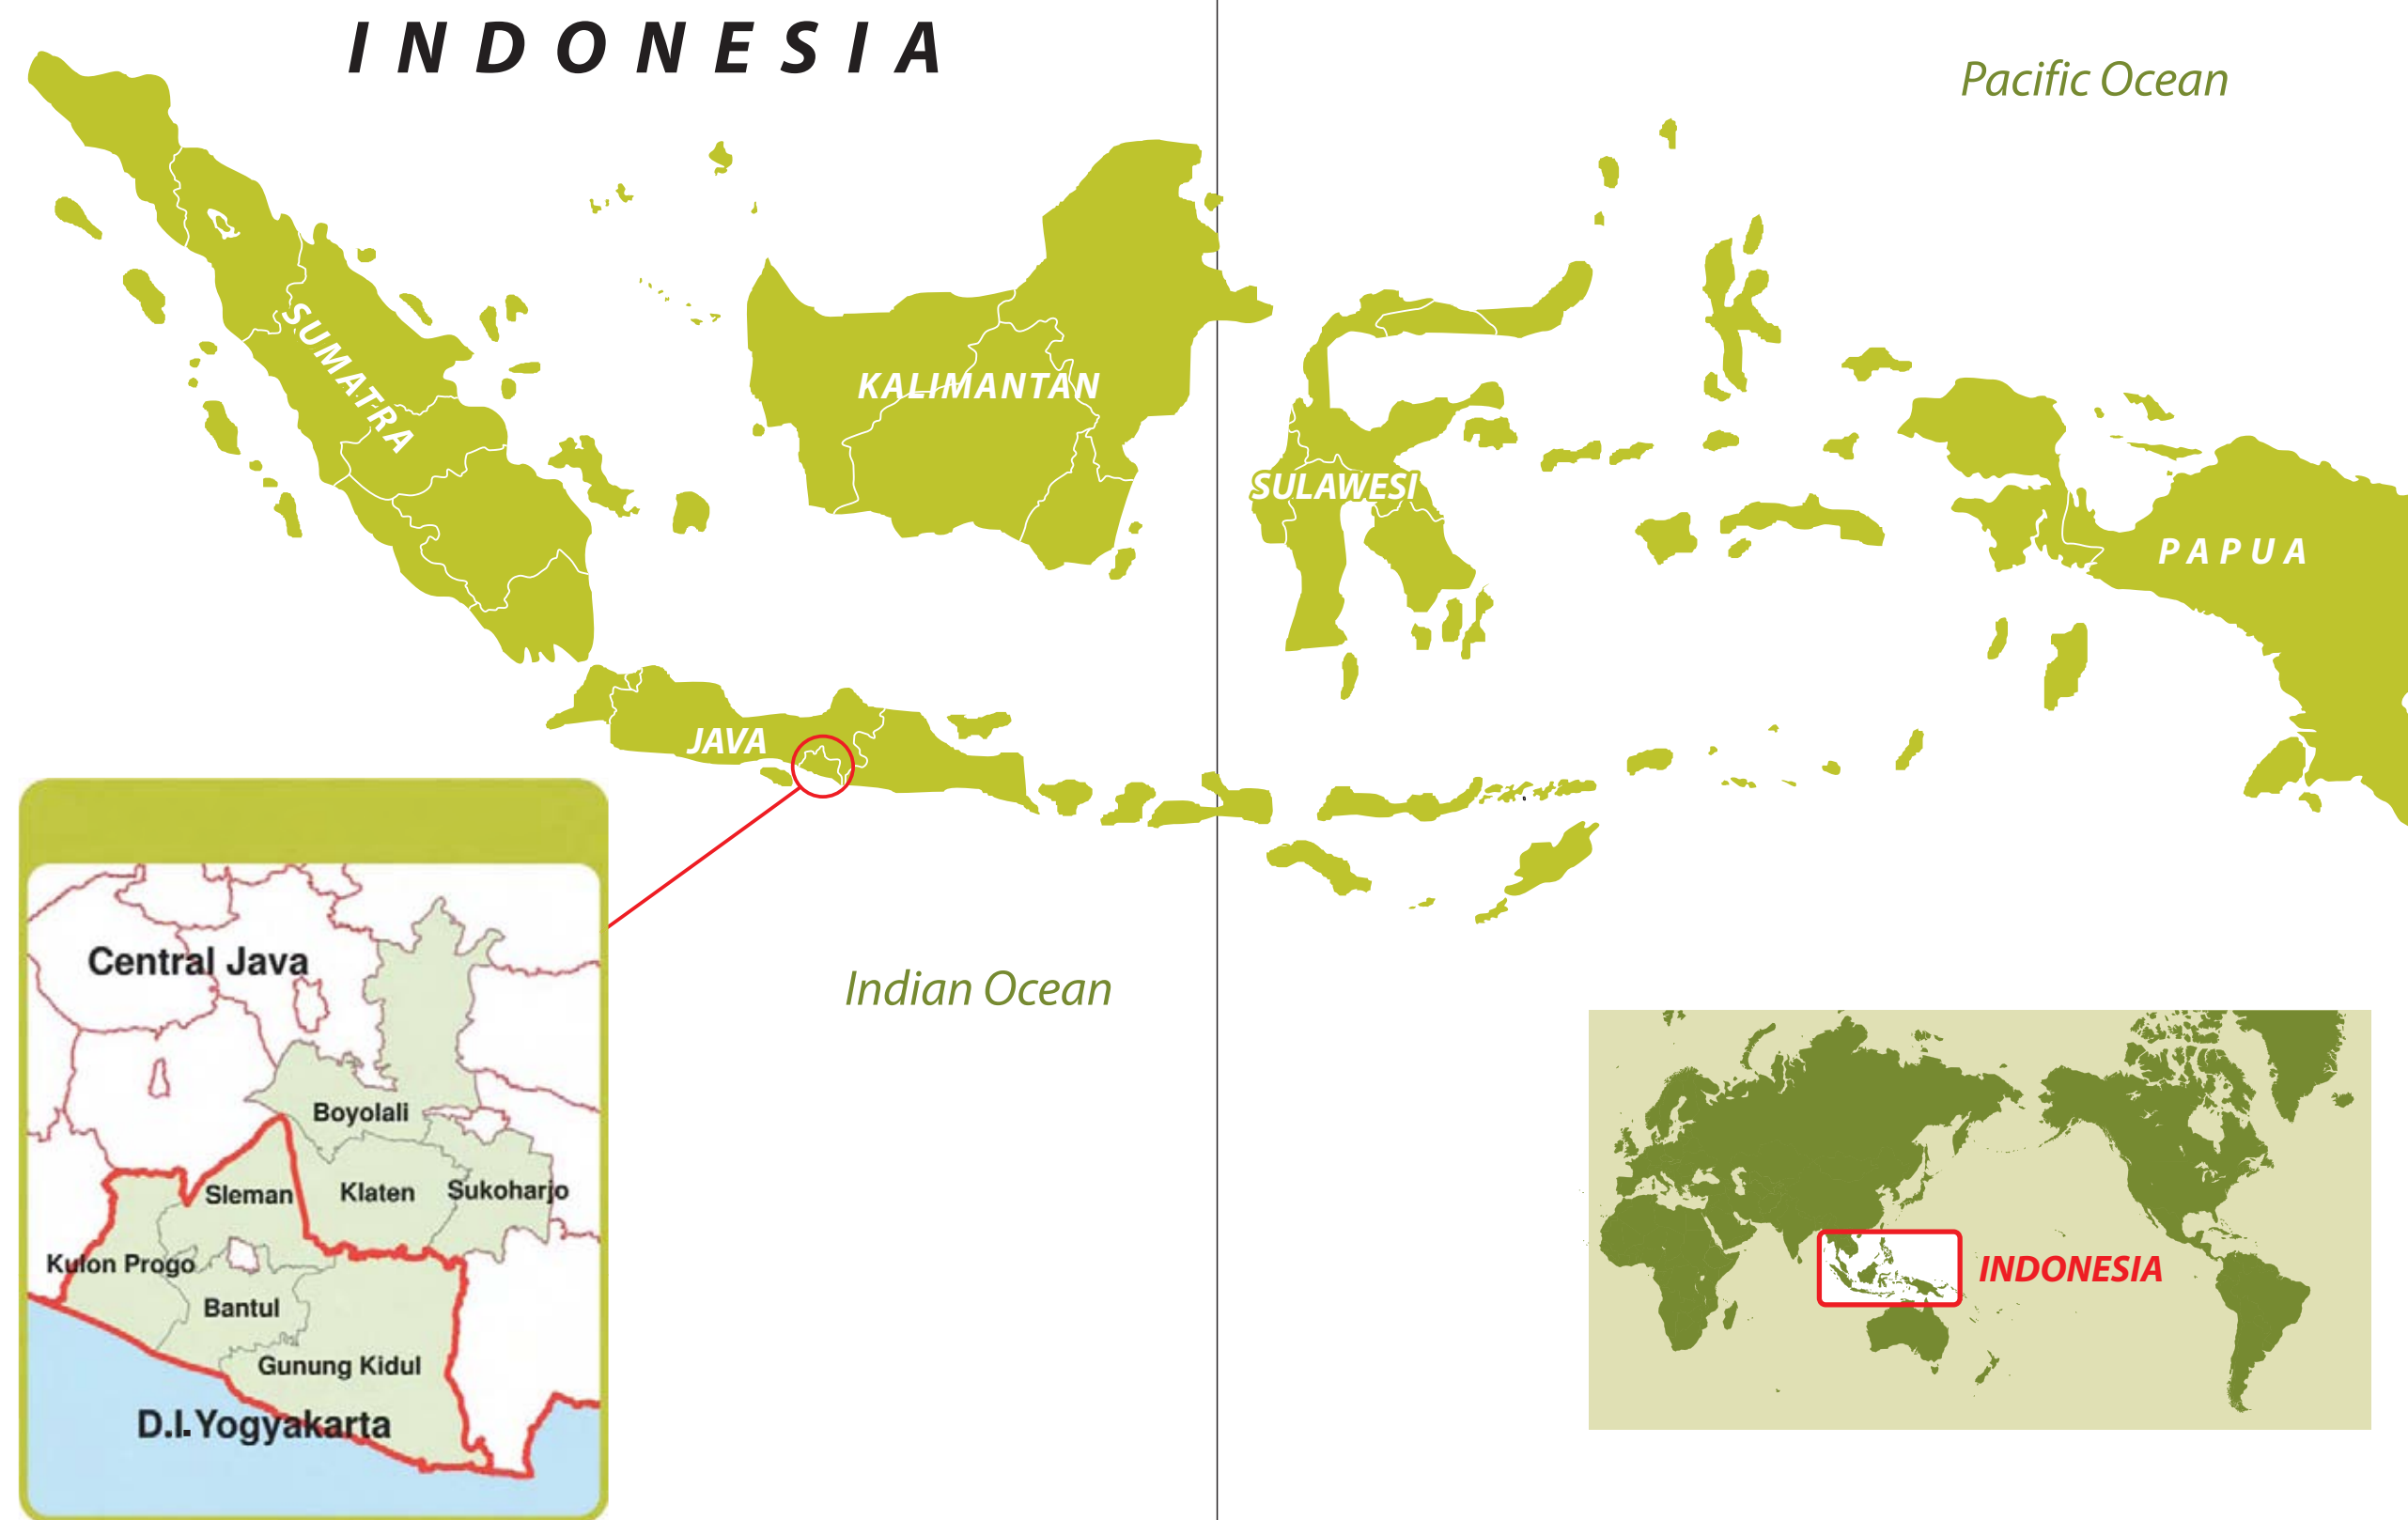 INDONESIA
Pacific Ocean
SUMATRA
KALIMANTAN
SULAWESI
PAPUA
JAVA
Indian Ocean
Central Java
Boyolali
Sleman
Klaten
Sukoharjo
Kulon Progo
Bantul
Gunung Kidul
D.I.Yogyakarta
INDONESIA